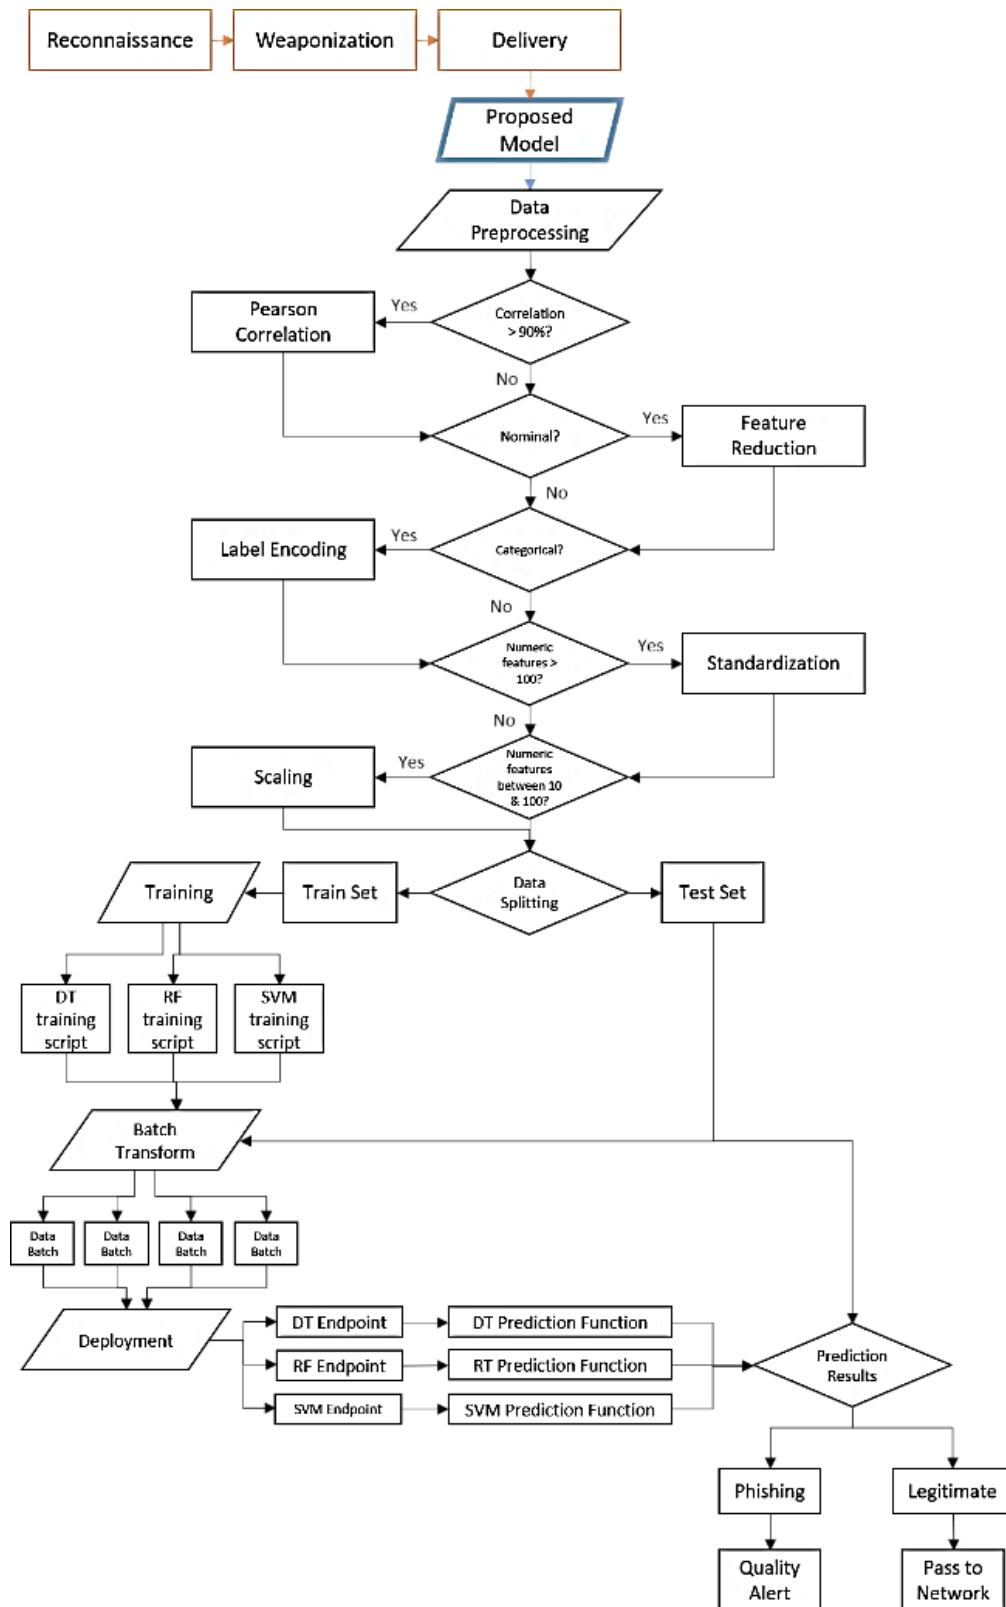 Reconnaissance
Weaponization
Delivery
Proposed
Model
Data
Preprocessing
Pearson
Correlation
Yes
Correlation
> 90%?
No
Nominal?
Yes
Feature
Reduction
No
Label Encoding
Yes
Categorical?
No
Numeric
features >
100?
Yes
Standardization
No
Scaling
Yes
Numeric
features
between 10
& 100?
Training
Train Set
Data
Splitting
Test Set
DT
training
script
RF
training
script
SVM
training
script
Batch
Transform
Data
Batch
Data
Batch
Data
Batch
Data
Batch
Deployment
DT Endpoint
DT Prediction Function
RF Endpoint
RT Prediction Function
SVM Endpoint
SVM Prediction Function
Prediction
Results
Phishing
Legitimate
Quality
Alert
Pass to
Network